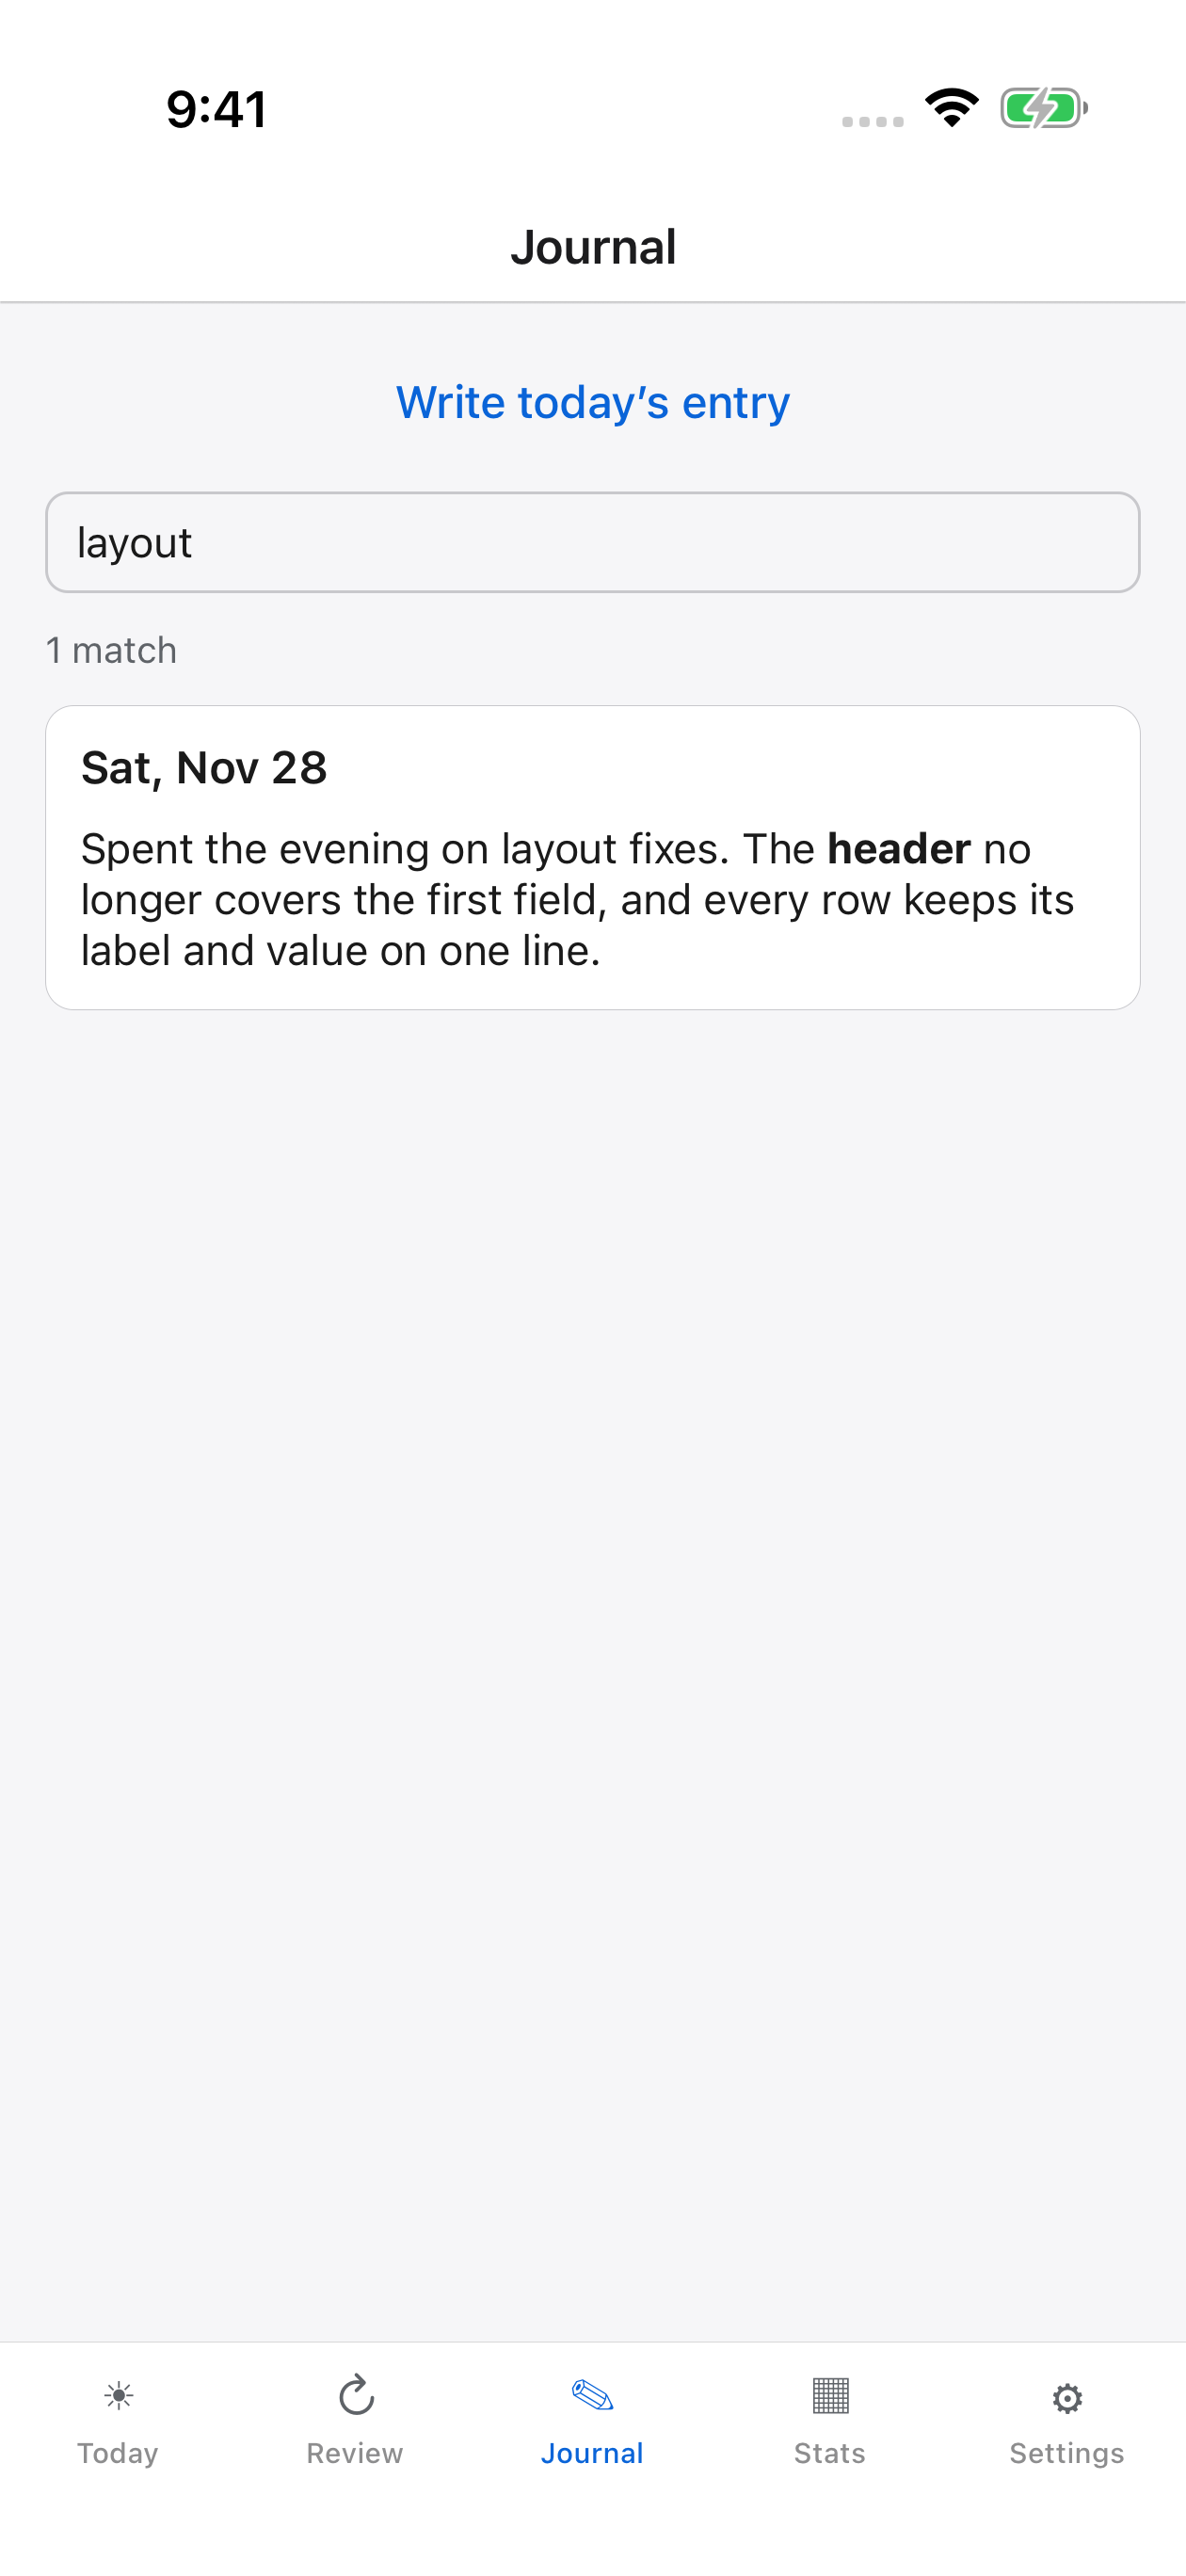 9:41
Journal
Write today’s entry
layout
1 match
Sat, Nov 28
Spent the evening on layout fixes. The header no
longer covers the first field, and every row keeps its
label and value on one line.
Today
Review
Journal
Stats
Settings